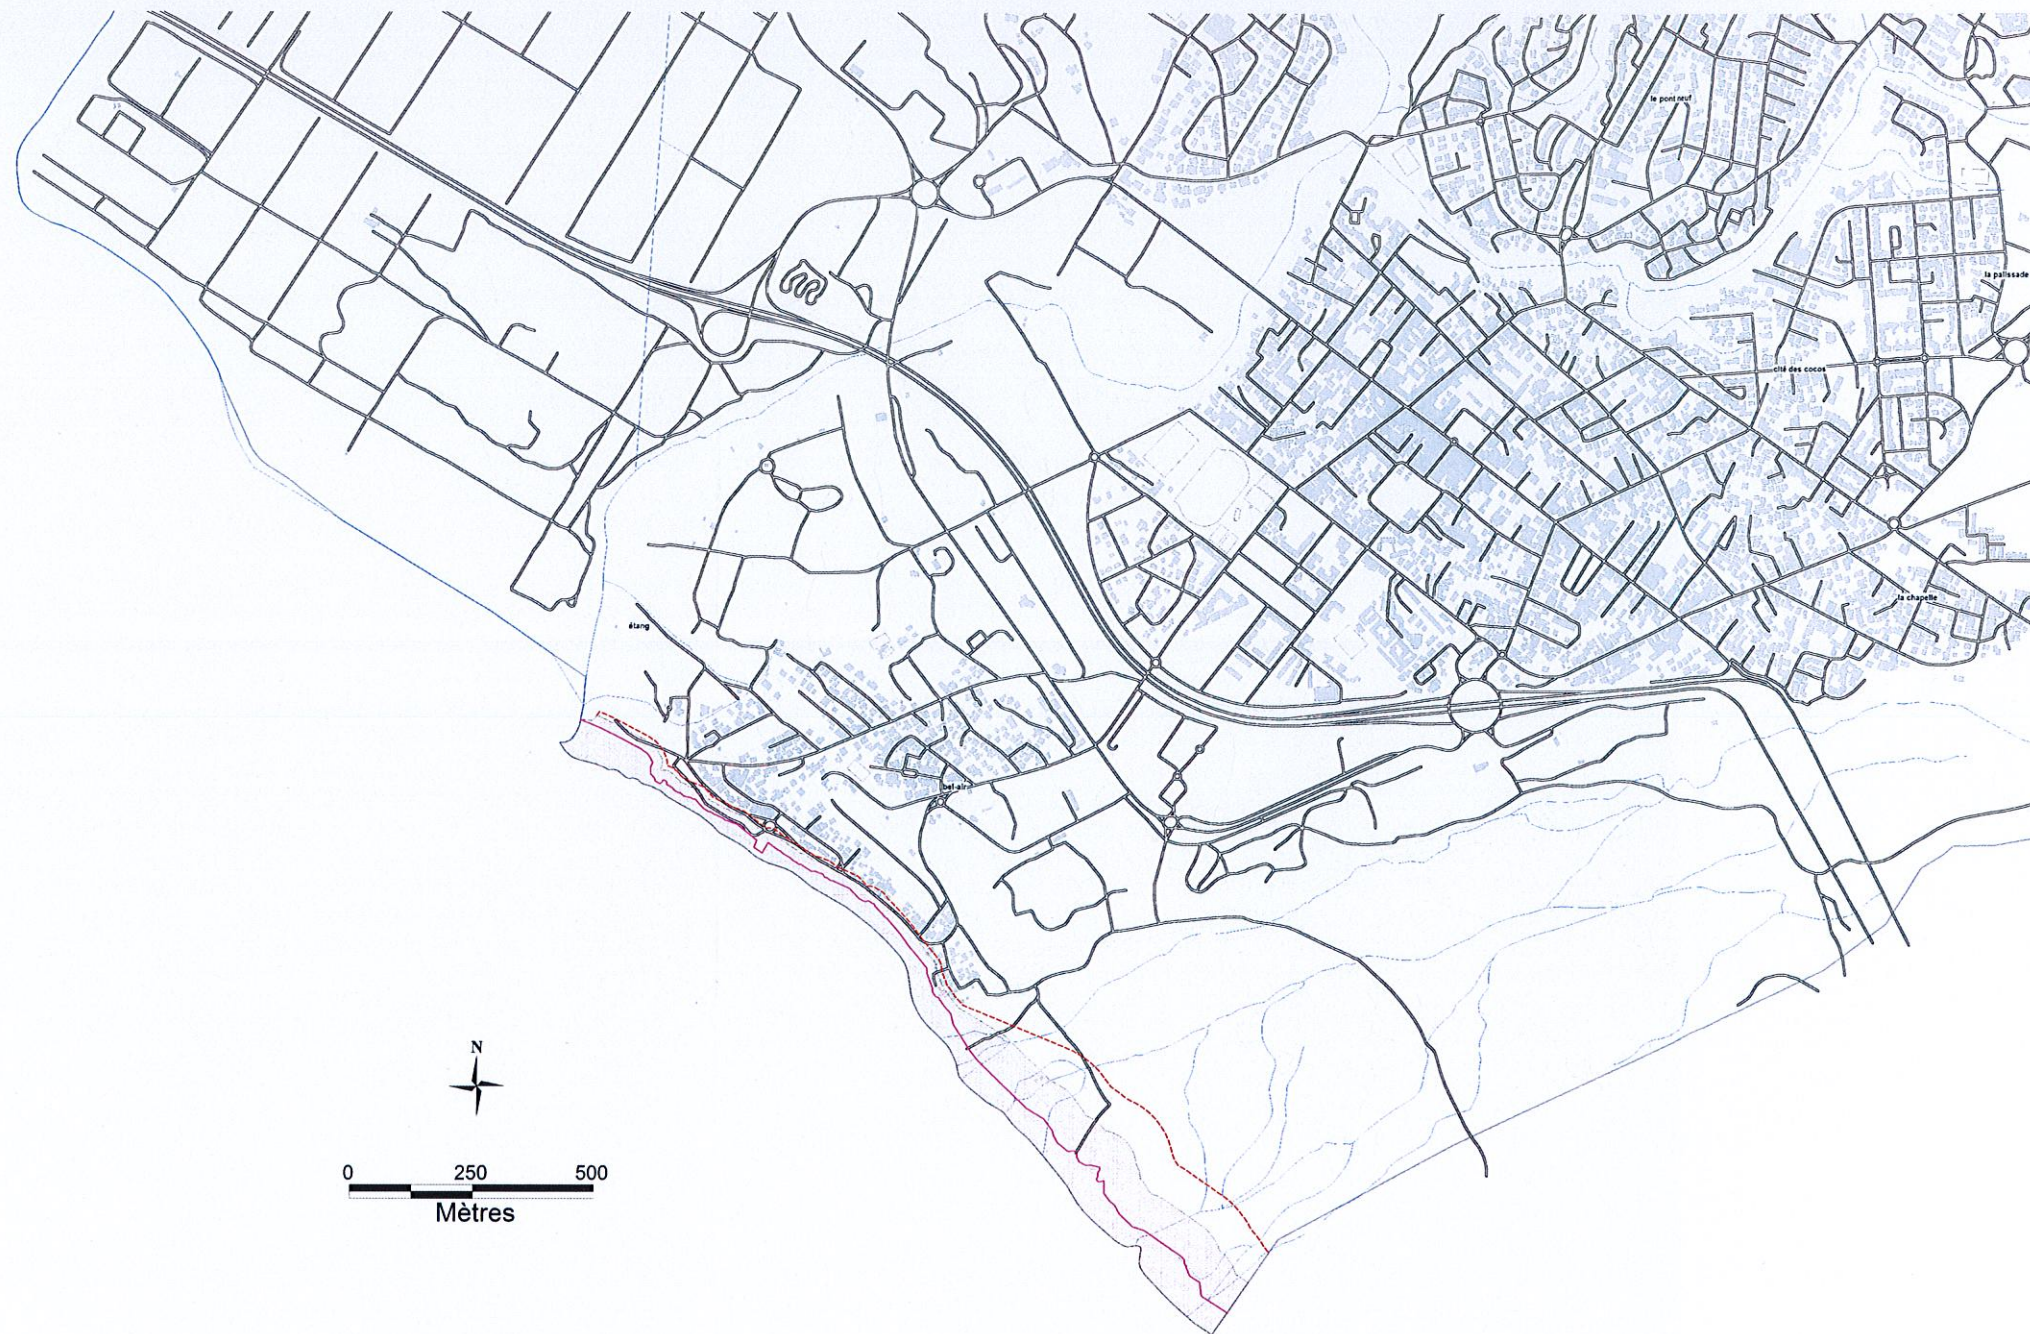 le pont neuf
la palissade
cité des cocos
la chapelle
étang
bel-air
N
0 250 500
Mètres